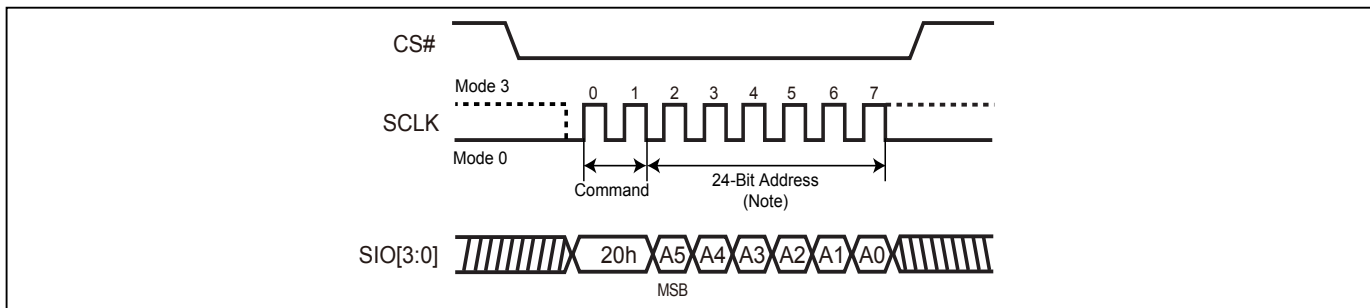 CS#
Mode 3
0 1 2 3 4 5 6 7
SCLK
Mode 0
Command
24-Bit Address
(Note)
SIO[3:0]
20h A5 A4 A3 A2 A1 A0
MSB